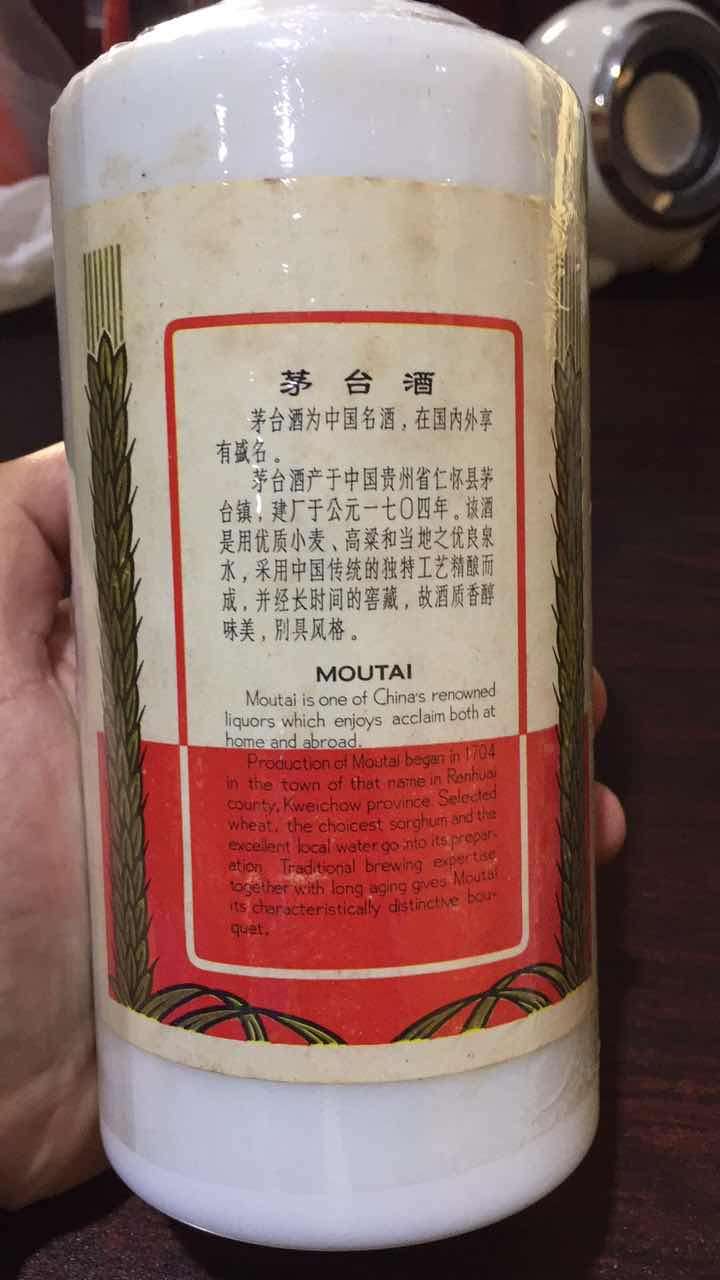 茅台酒
茅台酒为中国名酒，在国内外享
有盛名。
茅台酒产于中国贵州省仁怀县茅
台镇，建厂于公元一七〇四年。该酒
是用优质小麦、高粱和当地之优良泉
水，采用中国传统的独特工艺精酿而
成，并经长时间的窖藏，故酒质香醇
味美，别具风格。
MOUTAI
Moutai is one of China's renowned
liquors which enjoys acclaim both at
home and abroad.
Production of Moutai began in 1704
in the town of that name in Renhuai
county, Kweichow province. Selected
wheat, the choicest sorghum and the
excellent local water go into its prepar-
ation. Traditional brewing expertise
together with long aging gives Moutai
its characteristically distinctive bou-
quet.